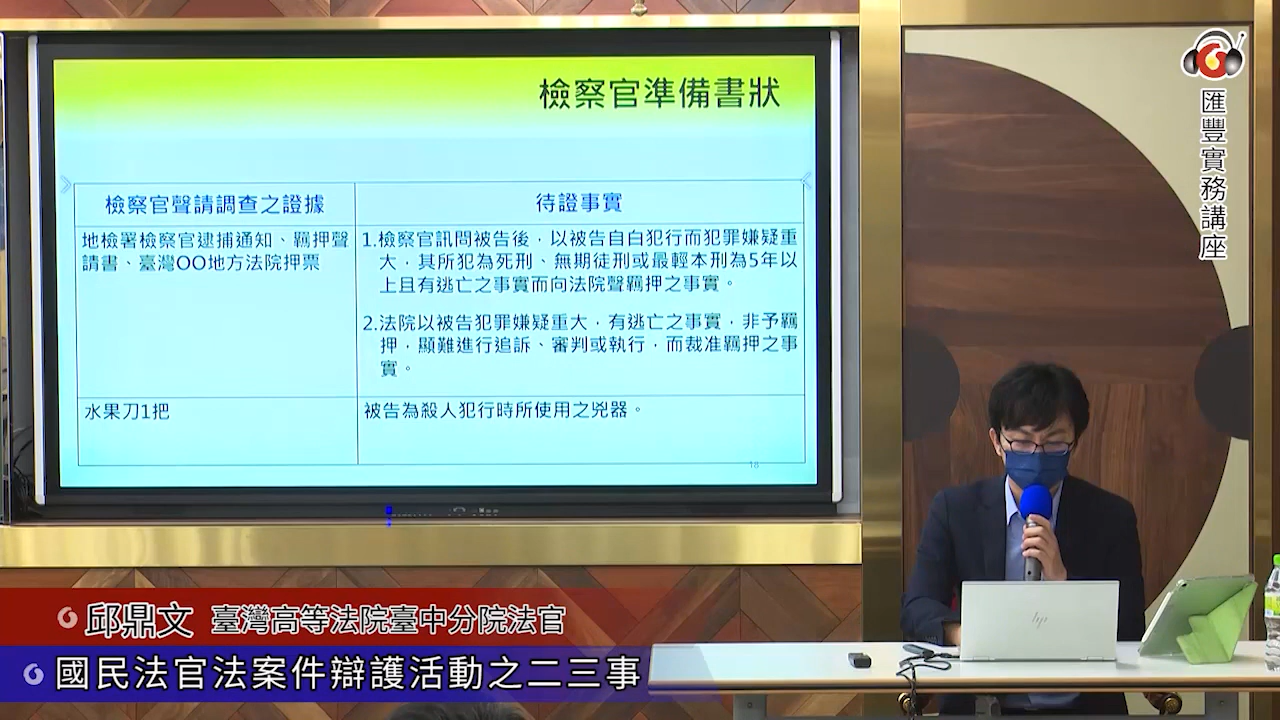 檢察官準備書狀
檢察官聲請調查之證據
待證事實
地檢署檢察官逮捕通知、羈押聲
請書、臺灣OO地方法院押票
1.檢察官訊問被告後，以被告自白犯行而犯罪嫌疑重
大，其所犯為死刑、無期徒刑或最輕本刑為5年以
上且有逃亡之事實而向法院聲羈押之事實。
2.法院以被告犯罪嫌疑重大，有逃亡之事實，非予羈
押，顯難進行追訴、審判或執行，而裁准羈押之事
實。
水果刀1把
被告為殺人犯行時所使用之兇器。
18
匯豐實務講座
hp
邱鼎文 臺灣高等法院臺中分院法官
國民法官法案件辯護活動之二三事